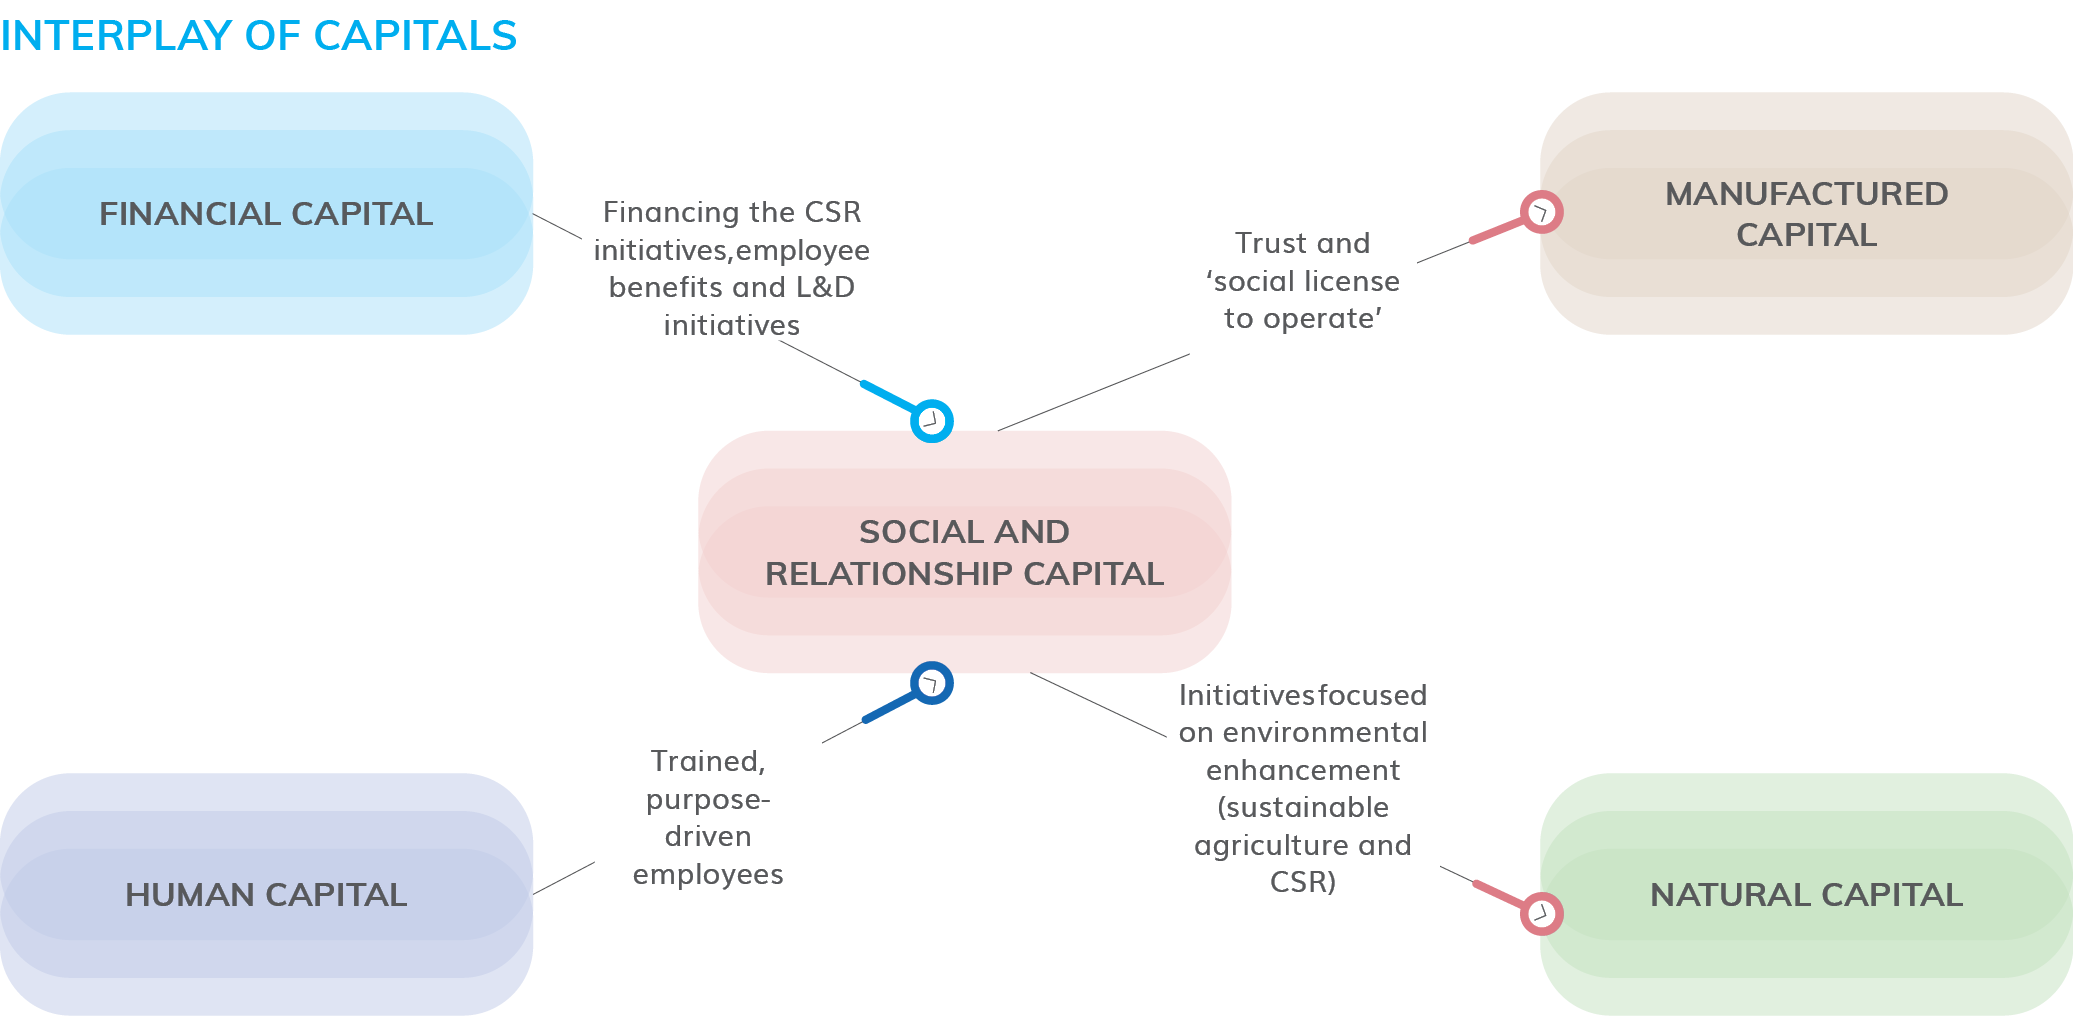 INTERPLAY OF CAPITALS
FINANCIAL CAPITAL
Financing the CSR
initiatives, employee
benefits and L&D
initiatives
Trust and
‘social license
to operate’
MANUFACTURED
CAPITAL
SOCIAL AND
RELATIONSHIP CAPITAL
HUMAN CAPITAL
Trained,
purpose-
driven
employees
Initiatives focused
on environmental
enhancement
(sustainable
agriculture and
CSR)
NATURAL CAPITAL